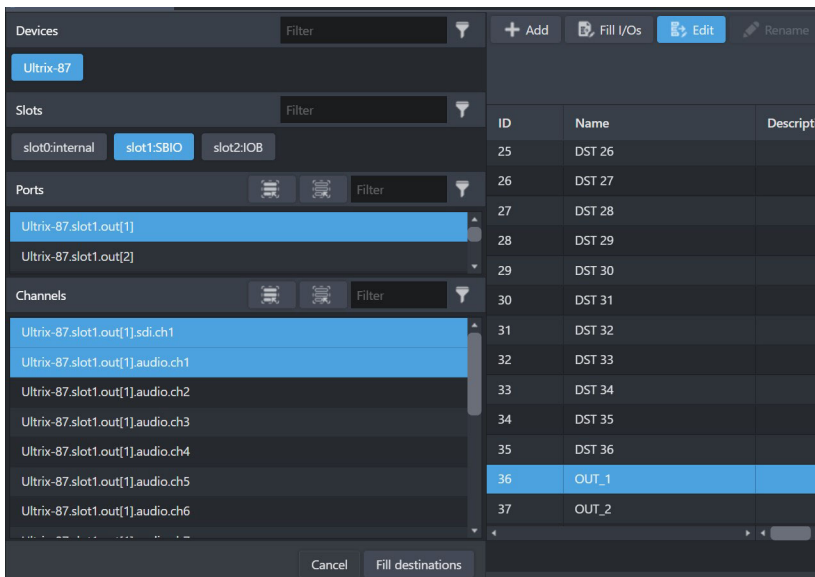 Devices
Filter
Ultrix-87
Slots
Filter
slot0:internal slot1:SBIO slot2:IOB
Ports
Filter
Ultrix-87.slot1.out[1]
Ultrix-87.slot1.out[2]
Channels
Filter
Ultrix-87.slot1.out[1].sdi.ch1
Ultrix-87.slot1.out[1].audio.ch1
Ultrix-87.slot1.out[1].audio.ch2
Ultrix-87.slot1.out[1].audio.ch3
Ultrix-87.slot1.out[1].audio.ch4
Ultrix-87.slot1.out[1].audio.ch5
Ultrix-87.slot1.out[1].audio.ch6
Cancel Fill destinations
Add Fill I/Os Edit Rename
ID Name Descript
25 DST 26
26 DST 27
27 DST 28
28 DST 29
29 DST 30
30 DST 31
31 DST 32
32 DST 33
33 DST 34
34 DST 35
35 DST 36
36 OUT_1
37 OUT_2